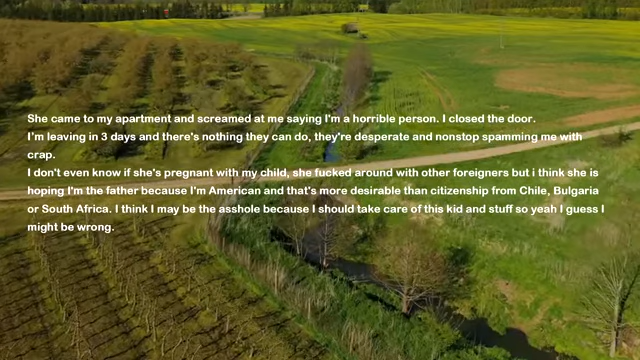 She came to my apartment and screamed at me saying I'm a horrible person. I closed the door.
I'm leaving in 3 days and there's nothing they can do, they're desperate and nonstop spamming me with
crap.
I don't even know if she's pregnant with my child, she fucked around with other foreigners but i think she is
hoping I'm the father because I'm American and that's more desirable than citizenship from Chile, Bulgaria
or South Africa. I think I may be the asshole because I should take care of this kid and stuff so yeah I guess I
might be wrong.